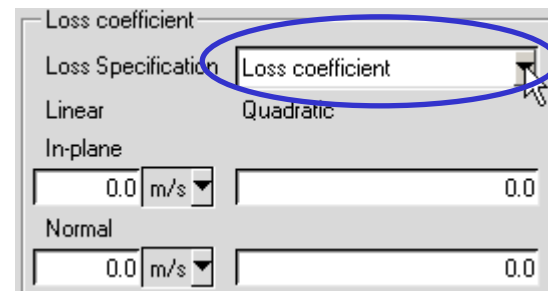 Loss coefficient
Loss Specification Loss coefficient
Linear Quadratic
In-plane
0.0 m/s 0.0
Normal
0.0 m/s 0.0